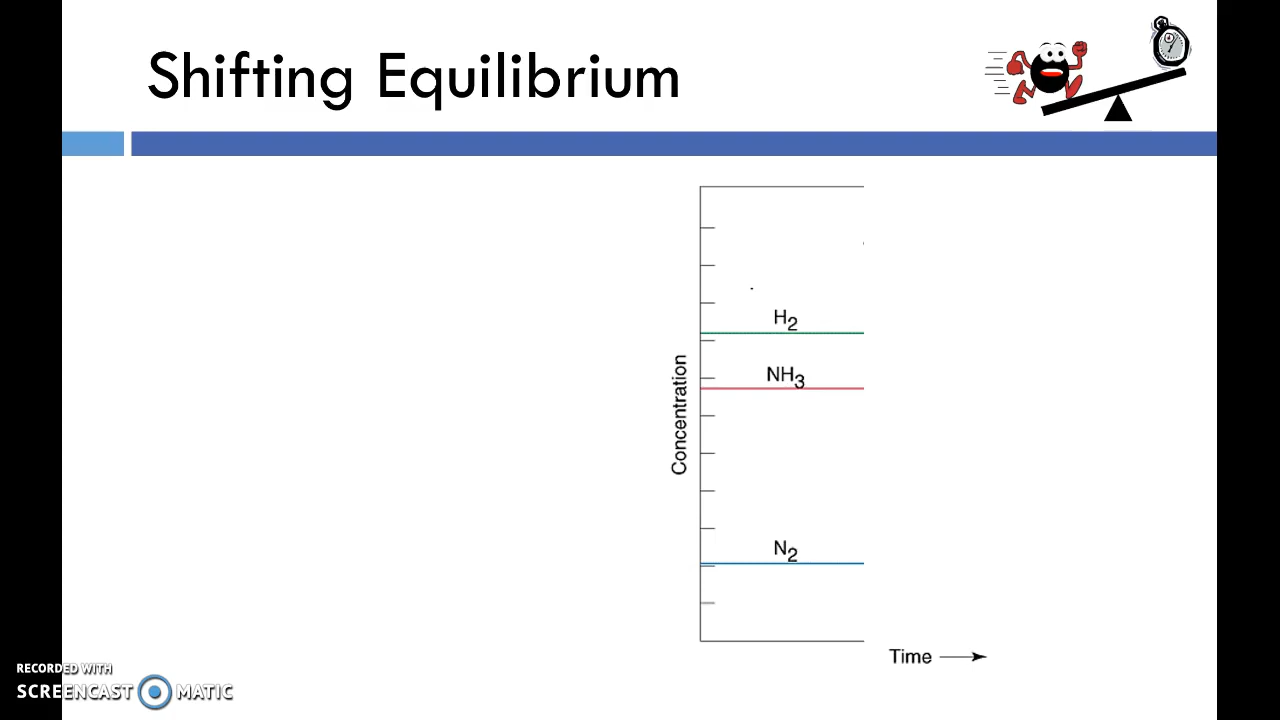 Shifting Equilibrium
H2
NH3
Concentration
N2
Time
RECORDED WITH
SCREENCAST MATIC